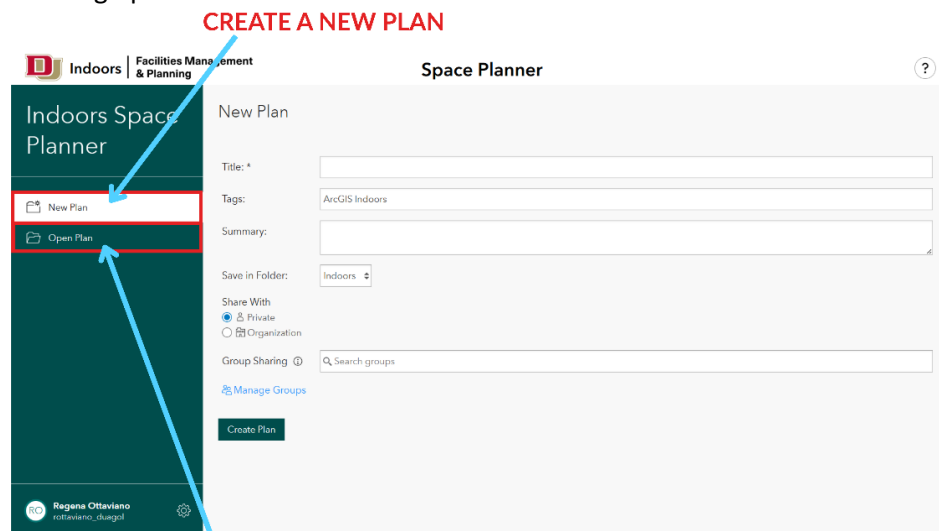 CREATE A NEW PLAN
DU Indoors Facilities Management
& Planning
Space Planner
?
Indoors Space
Planner
New Plan
Open Plan
New Plan
Title: *
Tags: ArcGIS Indoors
Summary:
Save in Folder: Indoors
Share With
Private
Organization
Group Sharing Search groups
Manage Groups
Create Plan
RO Regena Ottaviano
rottaviano_duagol